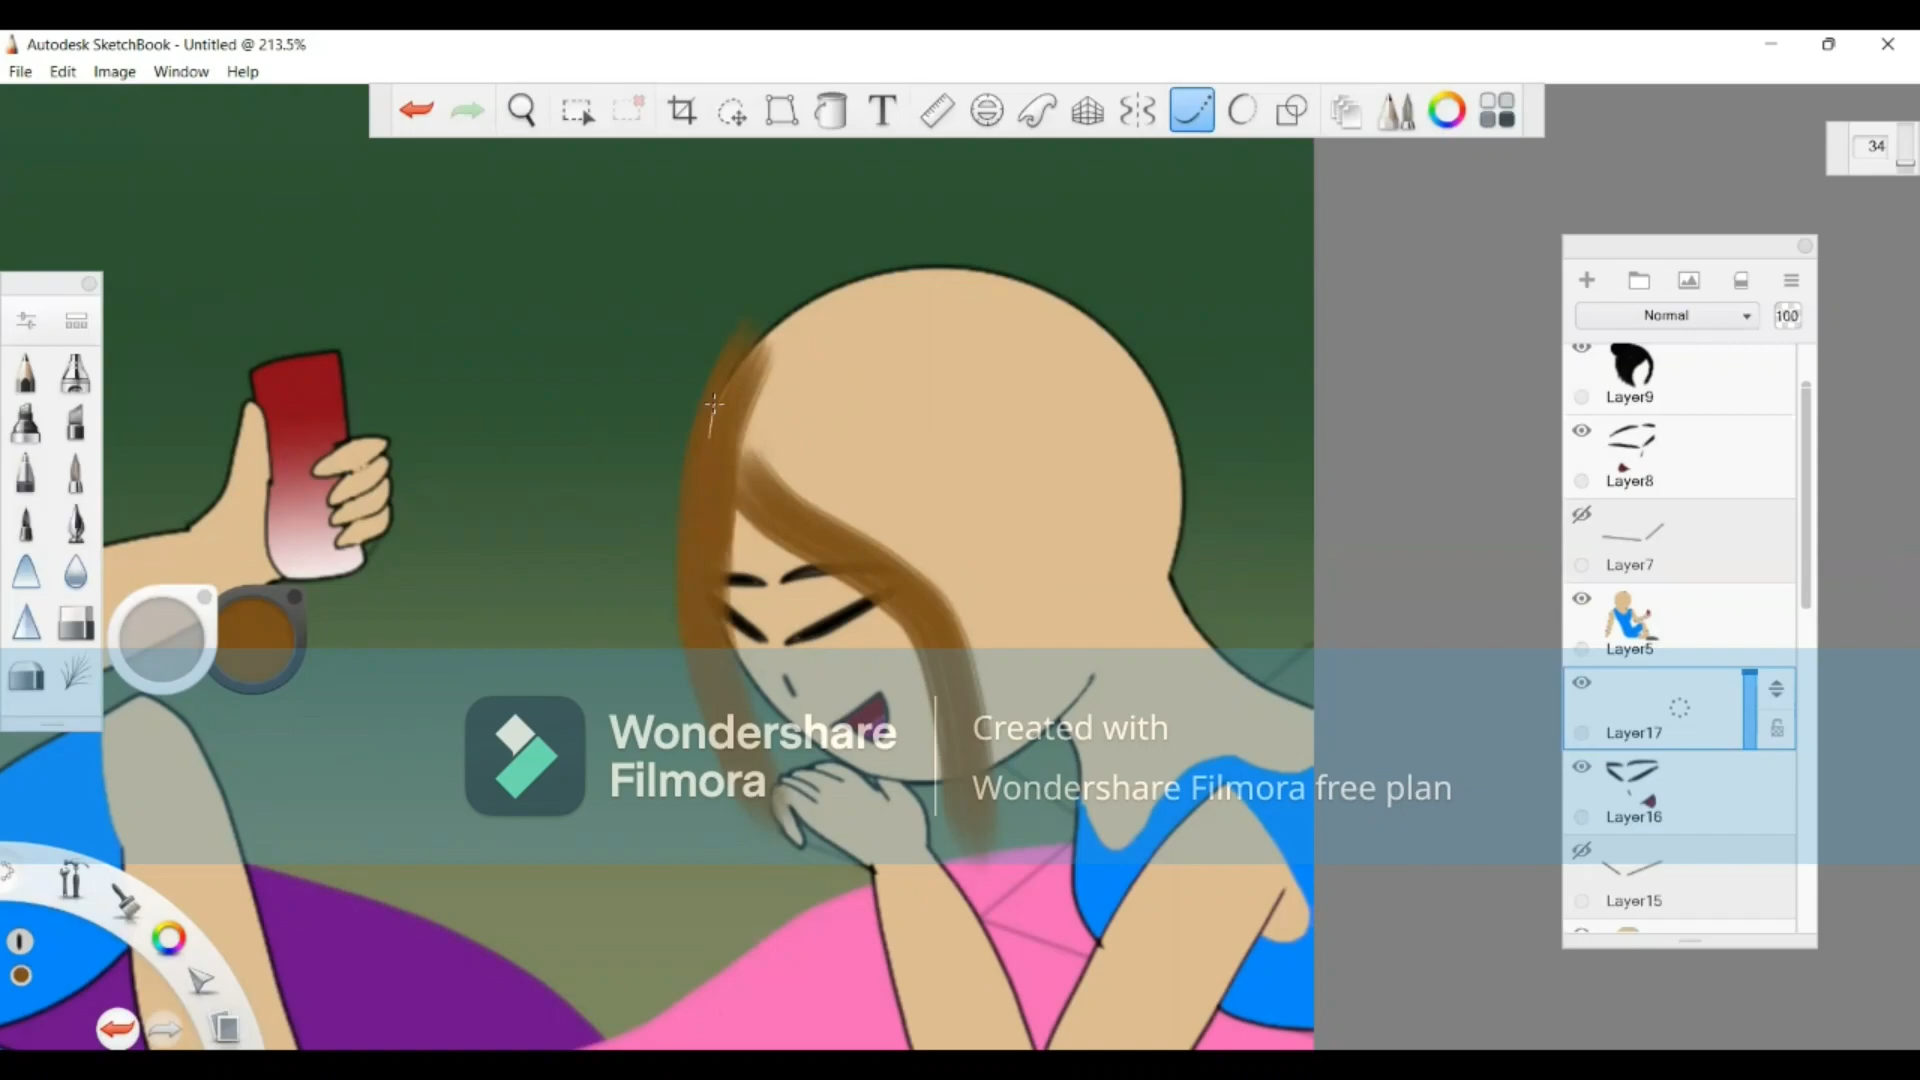 Autodesk SketchBook - Untitled @ 213.5%
File Edit Image Window Help
34
Normal 100
Layer9
Layer8
Layer7
Layer5
Layer17
Layer16
Layer15
Wondershare
Filmora
Created with
Wondershare Filmora free plan